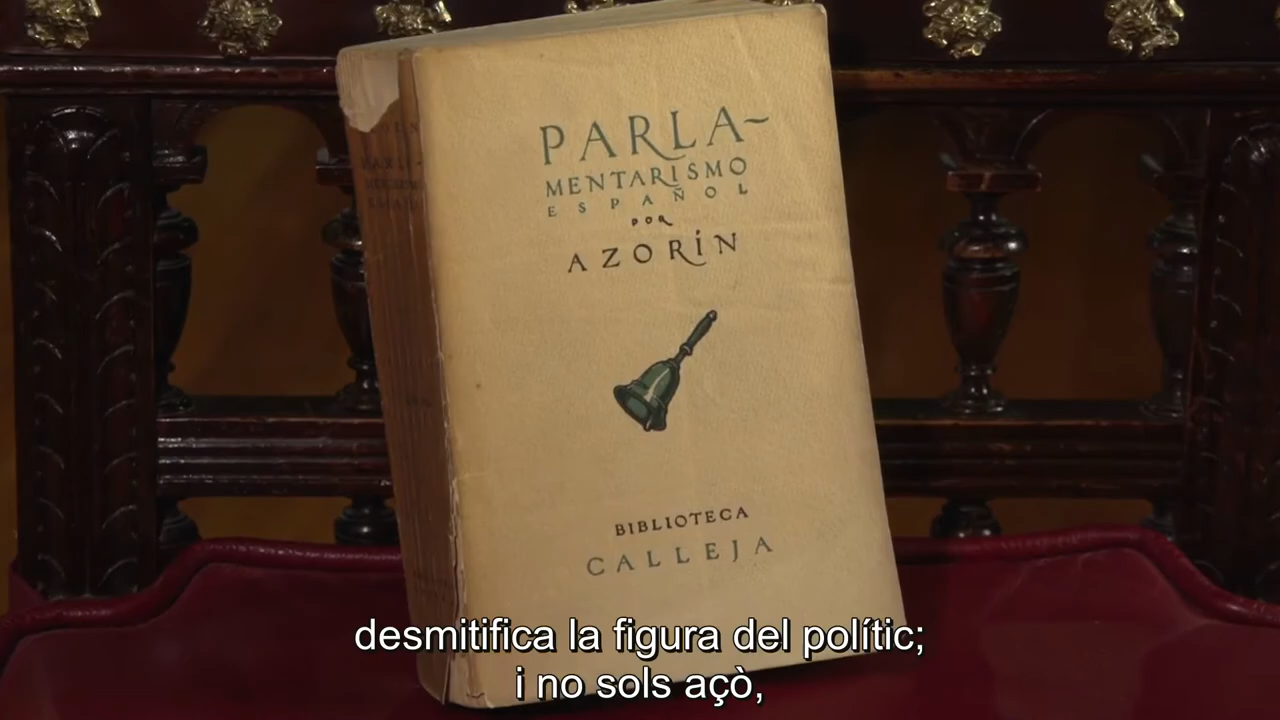 PARLA-
MENTARISMO
ESPAÑOL
POR
AZORÍN
BIBLIOTECA
CALLEJA
desmitifica la figura del polític;
i no sols açò,